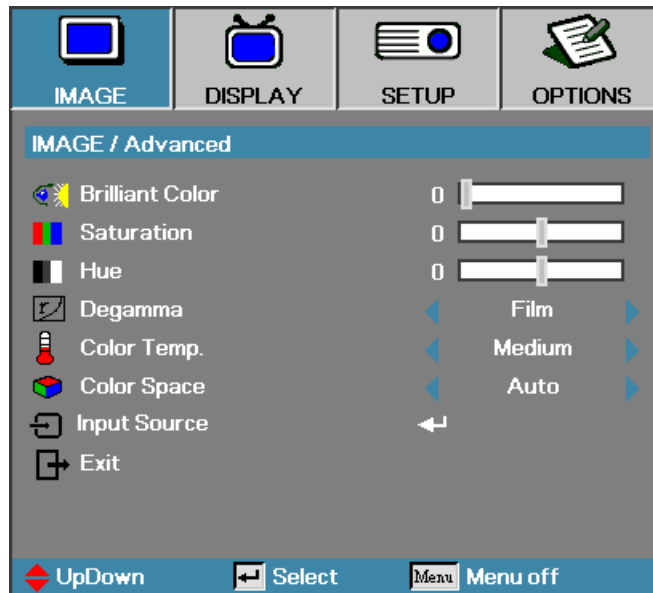 IMAGE DISPLAY SETUP OPTIONS
IMAGE / Advanced
Brilliant Color 0
Saturation 0
Hue 0
Degamma Film
Color Temp. Medium
Color Space Auto
Input Source
Exit
UpDown Select Menu Menu off